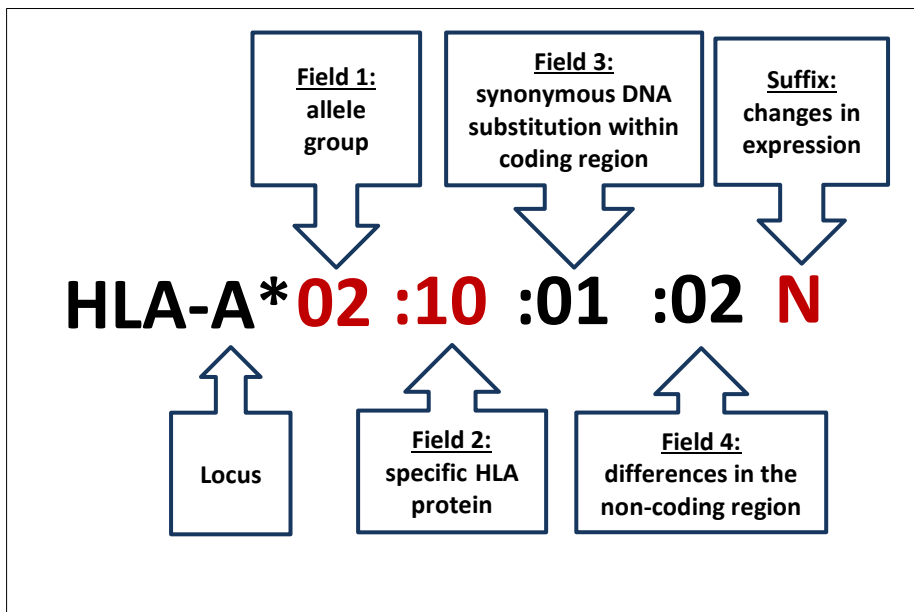 Field 1:
allele
group
Field 3:
synonymous DNA
substitution within
coding region
Suffix:
changes in
expression
HLA-A*02 :10 :01 :02 N
Locus
Field 2:
specific HLA
protein
Field 4:
differences in the
non-coding region